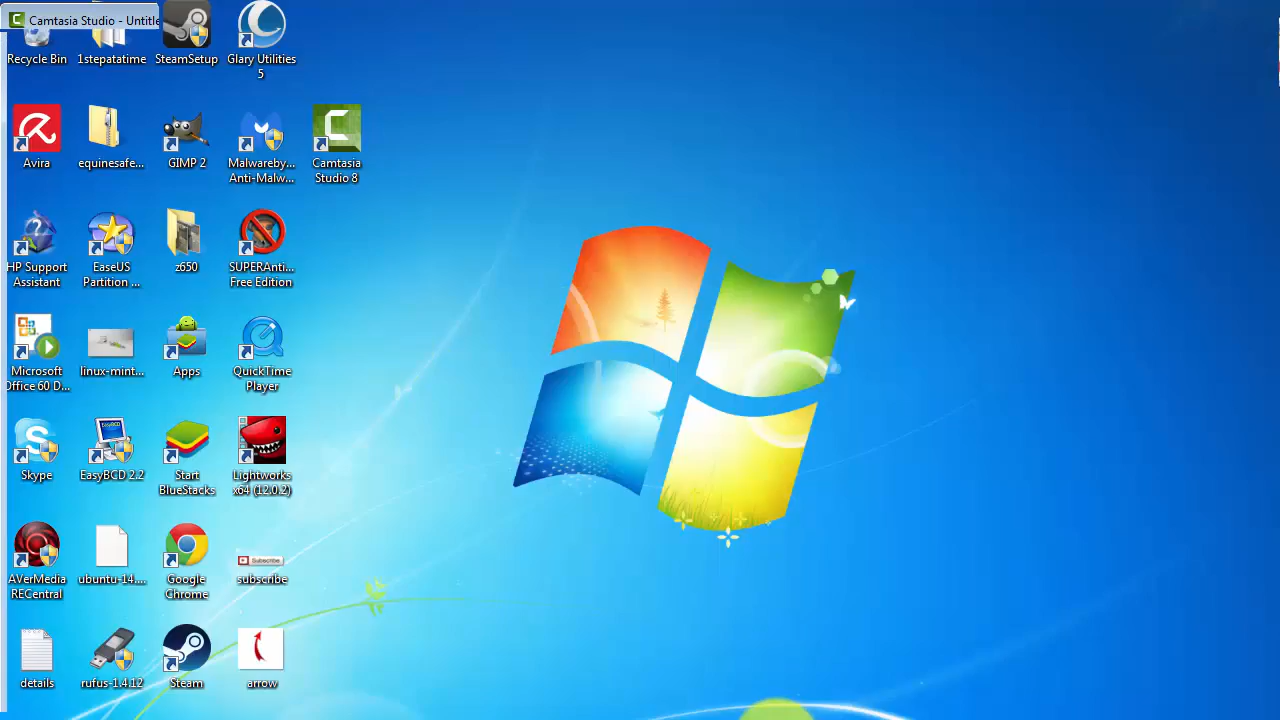 Camtasia Studio - Untitle
Recycle Bin
1stepatatime
SteamSetup
Glary Utilities
5
Avira
equinesafe...
GIMP 2
Malwareby...
Anti-Malw...
Camtasia
Studio 8
HP Support
Assistant
EaseUS
Partition ...
z650
SUPERAnti...
Free Edition
Microsoft
Office 60 D...
linux-mint...
Apps
QuickTime
Player
Skype
EasyBCD 2.2
Start
BlueStacks
Lightworks
x64 (12.0.2)
AVerMedia
RECentral
ubuntu-14....
Google
Chrome
Subscribe
subscribe
details
rufus-1.4.12
Steam
arrow